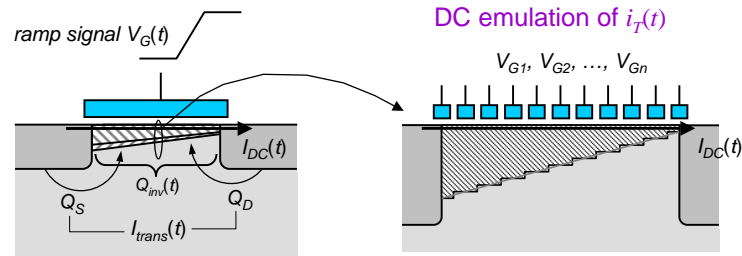 ramp signal V_G(t)
I_DC(t)
Q_inv(t)
Q_S
Q_D
I_trans(t)
DC emulation of i_T(t)
V_G1, V_G2, ..., V_Gn
I_DC(t)